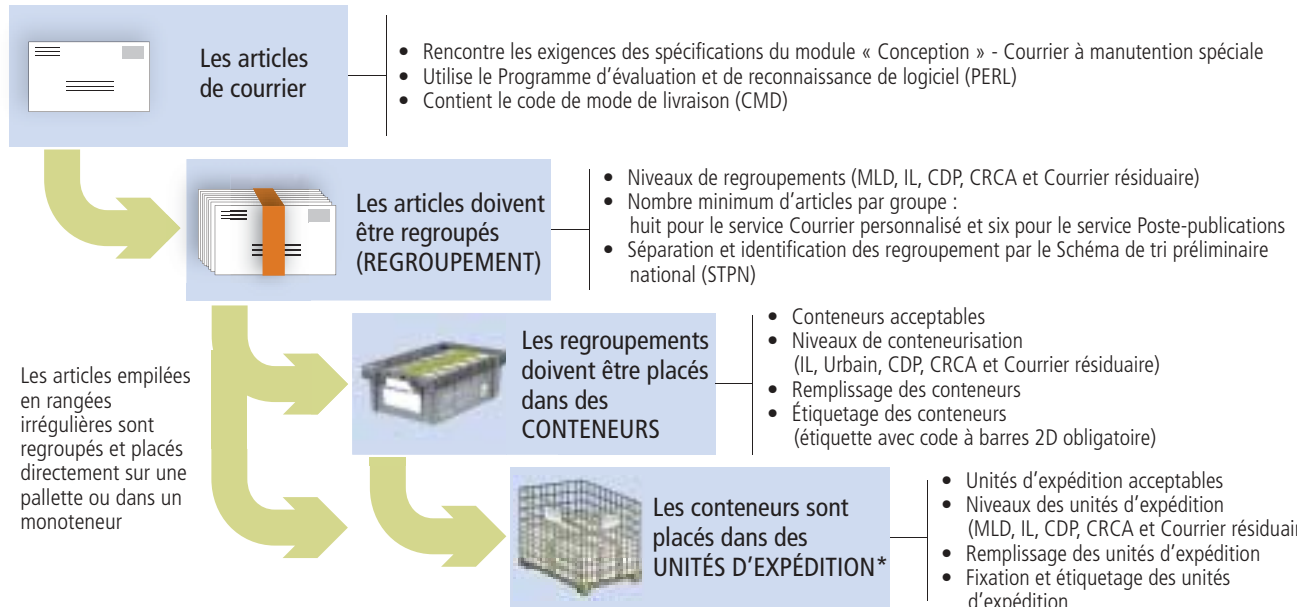 Les articles
de courrier
• Rencontre les exigences des spécifications du module « Conception » - Courrier à manutention spéciale
• Utilise le Programme d'évaluation et de reconnaissance de logiciel (PERL)
• Contient le code de mode de livraison (CMD)
Les articles doivent
être regroupés
(REGROUPEMENT)
• Niveaux de regroupements (MLD, IL, CDP, CRCA et Courrier résiduaire)
• Nombre minimum d'articles par groupe :
huit pour le service Courrier personnalisé et six pour le service Poste-publications
• Séparation et identification des regroupement par le Schéma de tri préliminaire
national (STPN)
Les articles empilées
en rangées
irrégulières sont
regroupés et placés
directement sur une
pallette ou dans un
monoteneur
Les regroupements
doivent être placés
dans des
CONTENEURS
• Conteneurs acceptables
• Niveaux de conteneurisation
(IL, Urbain, CDP, CRCA et Courrier résiduaire)
• Remplissage des conteneurs
• Étiquetage des conteneurs
(étiquette avec code à barres 2D obligatoire)
Les conteneurs sont
placés dans des
UNITÉS D'EXPÉDITION*
• Unités d'expédition acceptables
• Niveaux des unités d'expédition
(MLD, IL, CDP, CRCA et Courrier résiduair
• Remplissage des unités d'expédition
• Fixation et étiquetage des unités
d'expédition